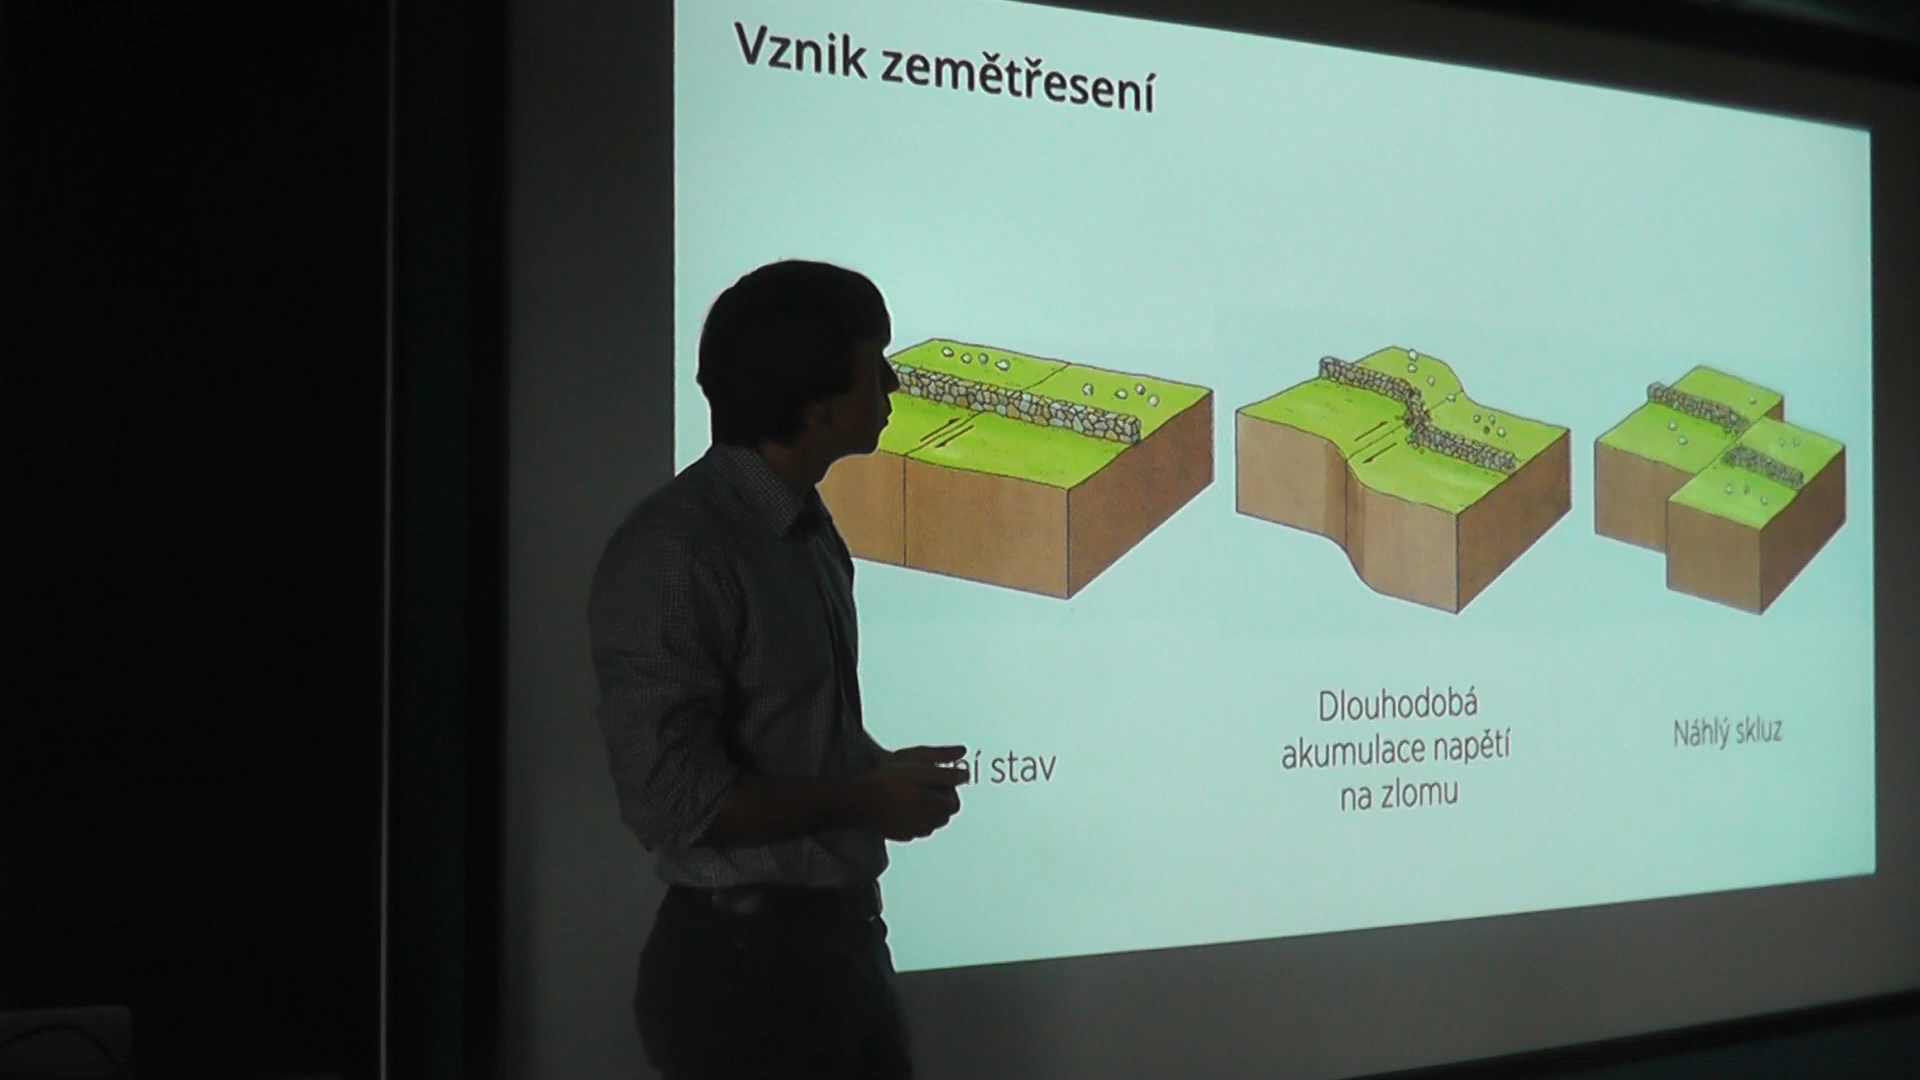 Vznik zemětřesení
stav
Dlouhodobá
akumulace napětí
na zlomu
Náhlý skluz